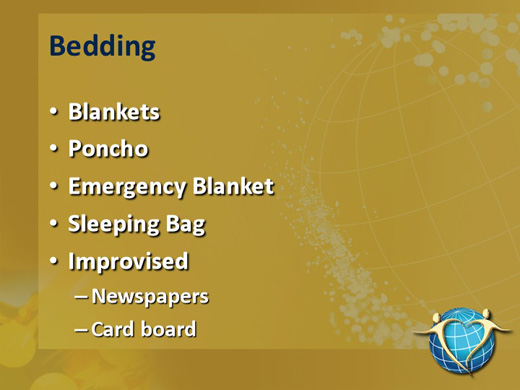 Bedding
• Blankets
• Poncho
• Emergency Blanket
• Sleeping Bag
• Improvised
– Newspapers
– Card board